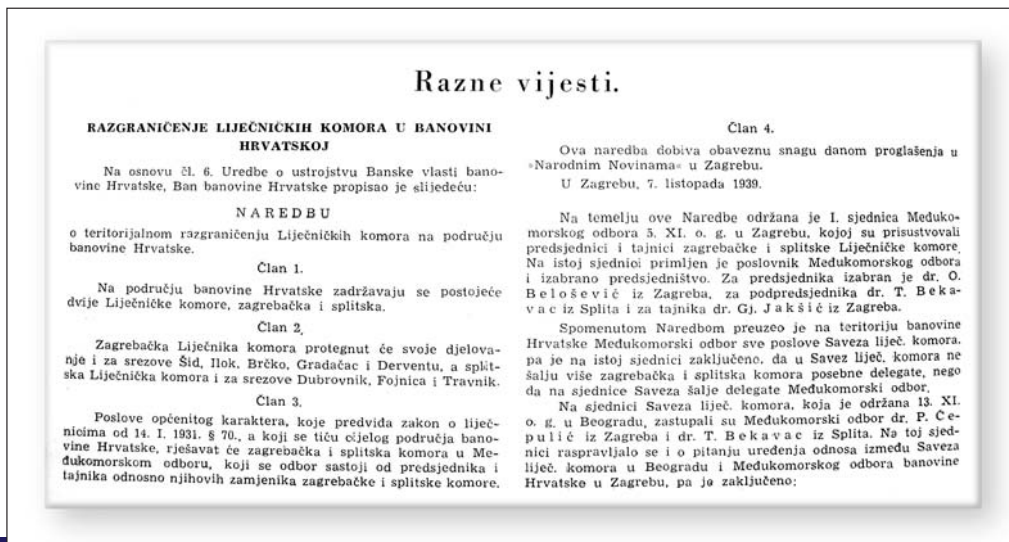 Razne vijesti.
RAZGRANIČENJE LIJEČNIČKIH KOMORA U BANOVINI
HRVATSKOJ
Na osnovu čl. 6. Uredbe o ustrojstvu Banske vlasti bano-
vine Hrvatske, Ban banovine Hrvatske propisao je slijedeću:
NAREDBU
o teritorijalnom razgraničenju Liječničkih komora na području
banovine Hrvatske.
Član 1.
Na području banovine Hrvatske zadržavaju se postojeće
dvije Liječničke komore, zagrebačka i splitska.
Član 2.
Zagrebačka Liječnika komora protegnut će svoje djelova-
nje i za srezove Šid, Ilok, Brčko, Gradačac i Derventu, a split-
ska Liječnička komora i za srezove Dubrovnik, Fojnica i Travnik.
Član 3.
Poslove općenitog karaktera, koje predviđa zakon o liječ-
nicima od 14. I. 1931. § 70., a koji se tiču cijelog područja bano-
vine Hrvatske, rješavat će zagrebačka i splitska komora u Me-
đukomorskom odboru, koji se odbor sastoji od predsjednika i
tajnika odnosno njihovih zamjenika zagrebačke i splitske komore.
Član 4.
Ova naredba dobiva obaveznu snagu danom proglašenja u
»Narodnim Novinama« u Zagrebu.
U Zagrebu, 7. listopada 1939.
Na temelju ove Naredbe održana je I. sjednica Međuko-
morskog odbora 5. XI. o. g. u Zagrebu, kojoj su prisustvovali
predsjednici i tajnici zagrebačke i splitske Liječničke komore.
Na istoj sjednici primljen je poslovnik Međukomorskog odbora
i izabrano predsjedništvo. Za predsjednika izabran je dr. O.
Belošević iz Zagreba, za podpredsjednika dr. T. Beka-
vac iz Splita i za tajnika dr. Gj. Jakšić iz Zagreba.
Spomenutom Naredbom preuzeo je na teritoriju banovine
Hrvatske Međukomorski odbor sve poslove Saveza liječ. komora,
pa je na istoj sjednici zaključeno, da u Savez liječ. komora ne
šalju više zagrebačka i splitska komora posebne delegate, nego
da na sjednice Saveza šalje delegate Međukomorski odbor.
Na sjednici Saveza liječ. komora, koja je održana 13. XI.
o. g. u Beogradu, zastupali su Međukomorski odbor dr. P. Če-
pulić iz Zagreba i dr. T. Bekavac iz Splita. Na toj sjed-
nici raspravljalo se i o pitanju uređenja odnosa između Saveza
liječ. komora u Beogradu i Međukomorskog odbora banovine
Hrvatske u Zagrebu, pa je zaključeno: